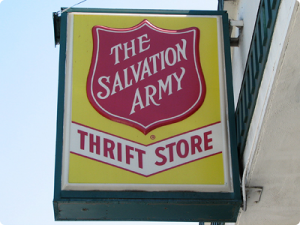 THE
SALVATION
ARMY
®
THRIFT STORE